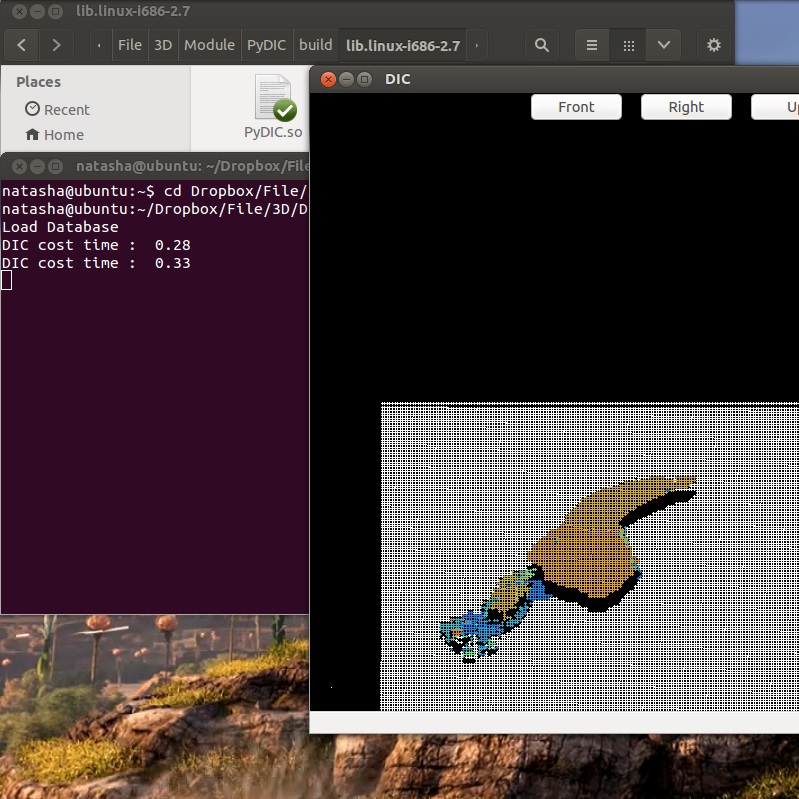 lib.linux-i686-2.7
File 3D Module PyDIC build lib.linux-i686-2.7
Places
Recent
Home
PyDIC.so
DIC
Front Right
natasha@ubuntu: ~/Dropbox/File
natasha@ubuntu:~$ cd Dropbox/File/
natasha@ubuntu:~/Dropbox/File/3D/D
Load Database
DIC cost time :  0.28
DIC cost time :  0.33